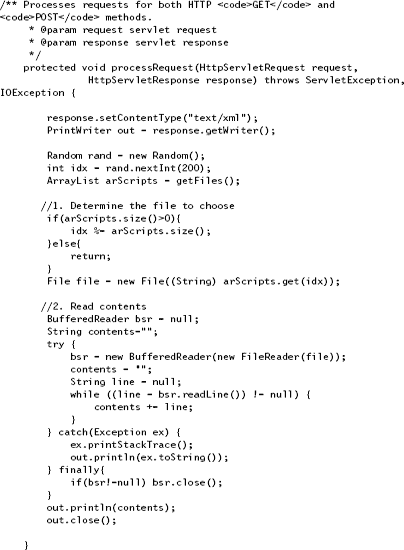 /** Processes requests for both HTTP <code>GET</code> and
<code>POST</code> methods.
     * @param request servlet request
     * @param response servlet response
     */
    protected void processRequest(HttpServletRequest request,
               HttpServletResponse response) throws ServletException,
IOException {

        response.setContentType("text/xml");
        PrintWriter out = response.getWriter();

        Random rand = new Random();
        int idx = rand.nextInt(200);
        ArrayList arScripts = getFiles();

       //1. Determine the file to choose
        if(arScripts.size()>0){
            idx %= arScripts.size();
        }else{
            return;
        }
        File file = new File((String) arScripts.get(idx));

       //2. Read contents
        BufferedReader bsr = null;
        String contents="";
        try {
            bsr = new BufferedReader(new FileReader(file));
            contents = "";
            String line = null;
            while ((line = bsr.readLine()) != null) {
                contents += line;
            }
        } catch(Exception ex) {
            ex.printStackTrace();
            out.println(ex.toString());
        } finally{
            if(bsr!=null) bsr.close();
        }
        out.println(contents);
        out.close();

    }